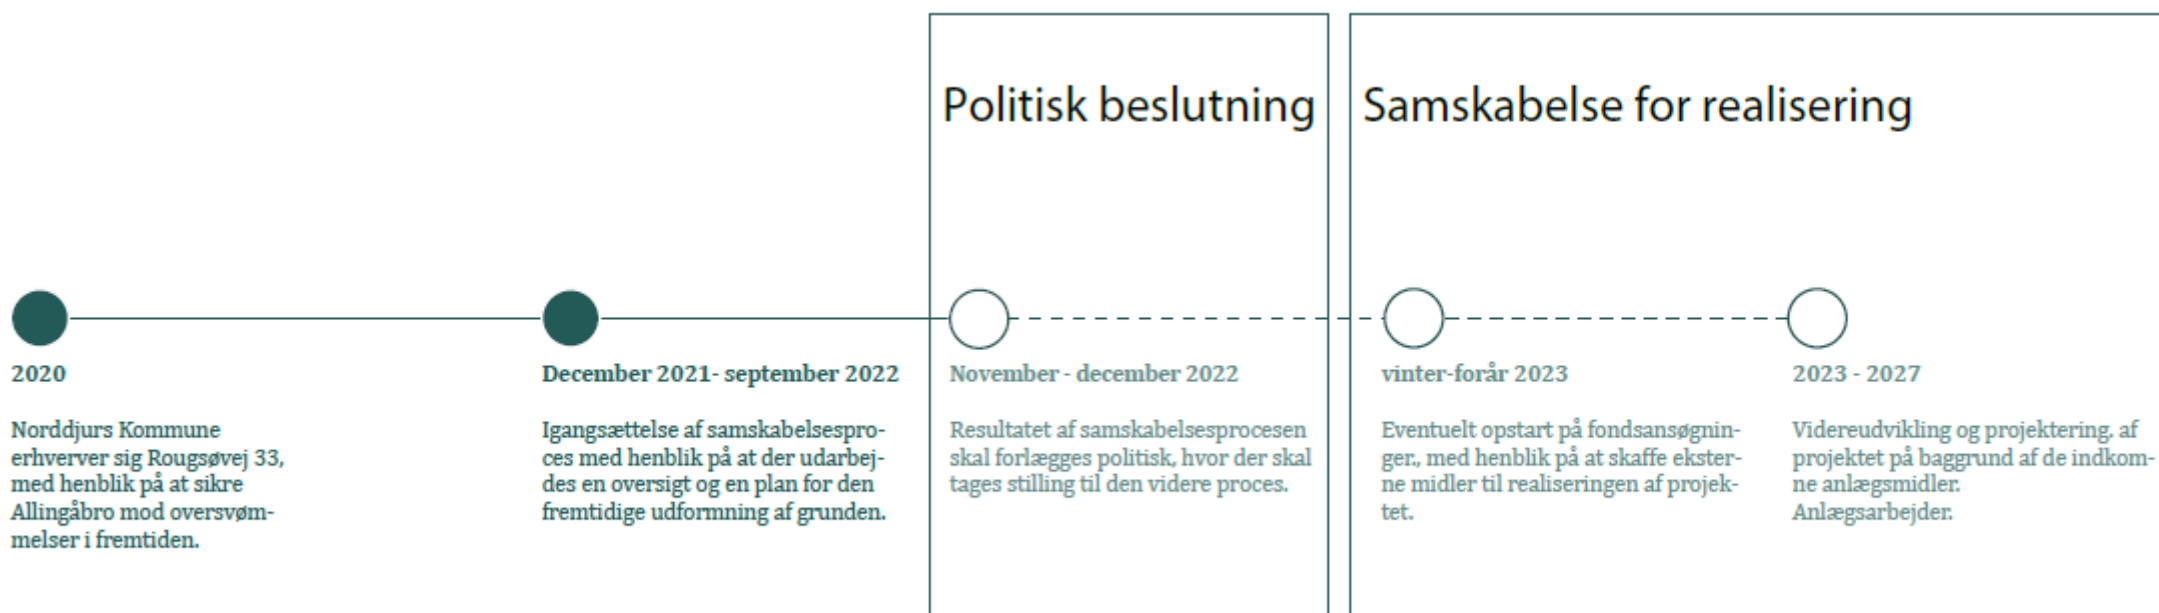 Politisk beslutning
Samskabelse for realisering
2020
Norddjurs Kommune
erhverver sig Rougsøvej 33,
med henblik på at sikre
Allingåbro mod oversvøm-
melser i fremtiden.
December 2021- september 2022
Igangsættelse af samskabelsespro-
ces med henblik på at der udarbej-
des en oversigt og en plan for den
fremtidige udformning af grunden.
November - december 2022
Resultatet af samskabelsesprocesen
skal forlægges politisk, hvor der skal
tages stilling til den videre proces.
vinter-forår 2023
Eventuelt opstart på fondsansøgnin-
ger., med henblik på at skaffe ekster-
ne midler til realiseringen af projek-
tet.
2023 - 2027
Videreudvikling og projektering. af
projektet på baggrund af de indkom-
ne anlægsmidler.
Anlægsarbejder.